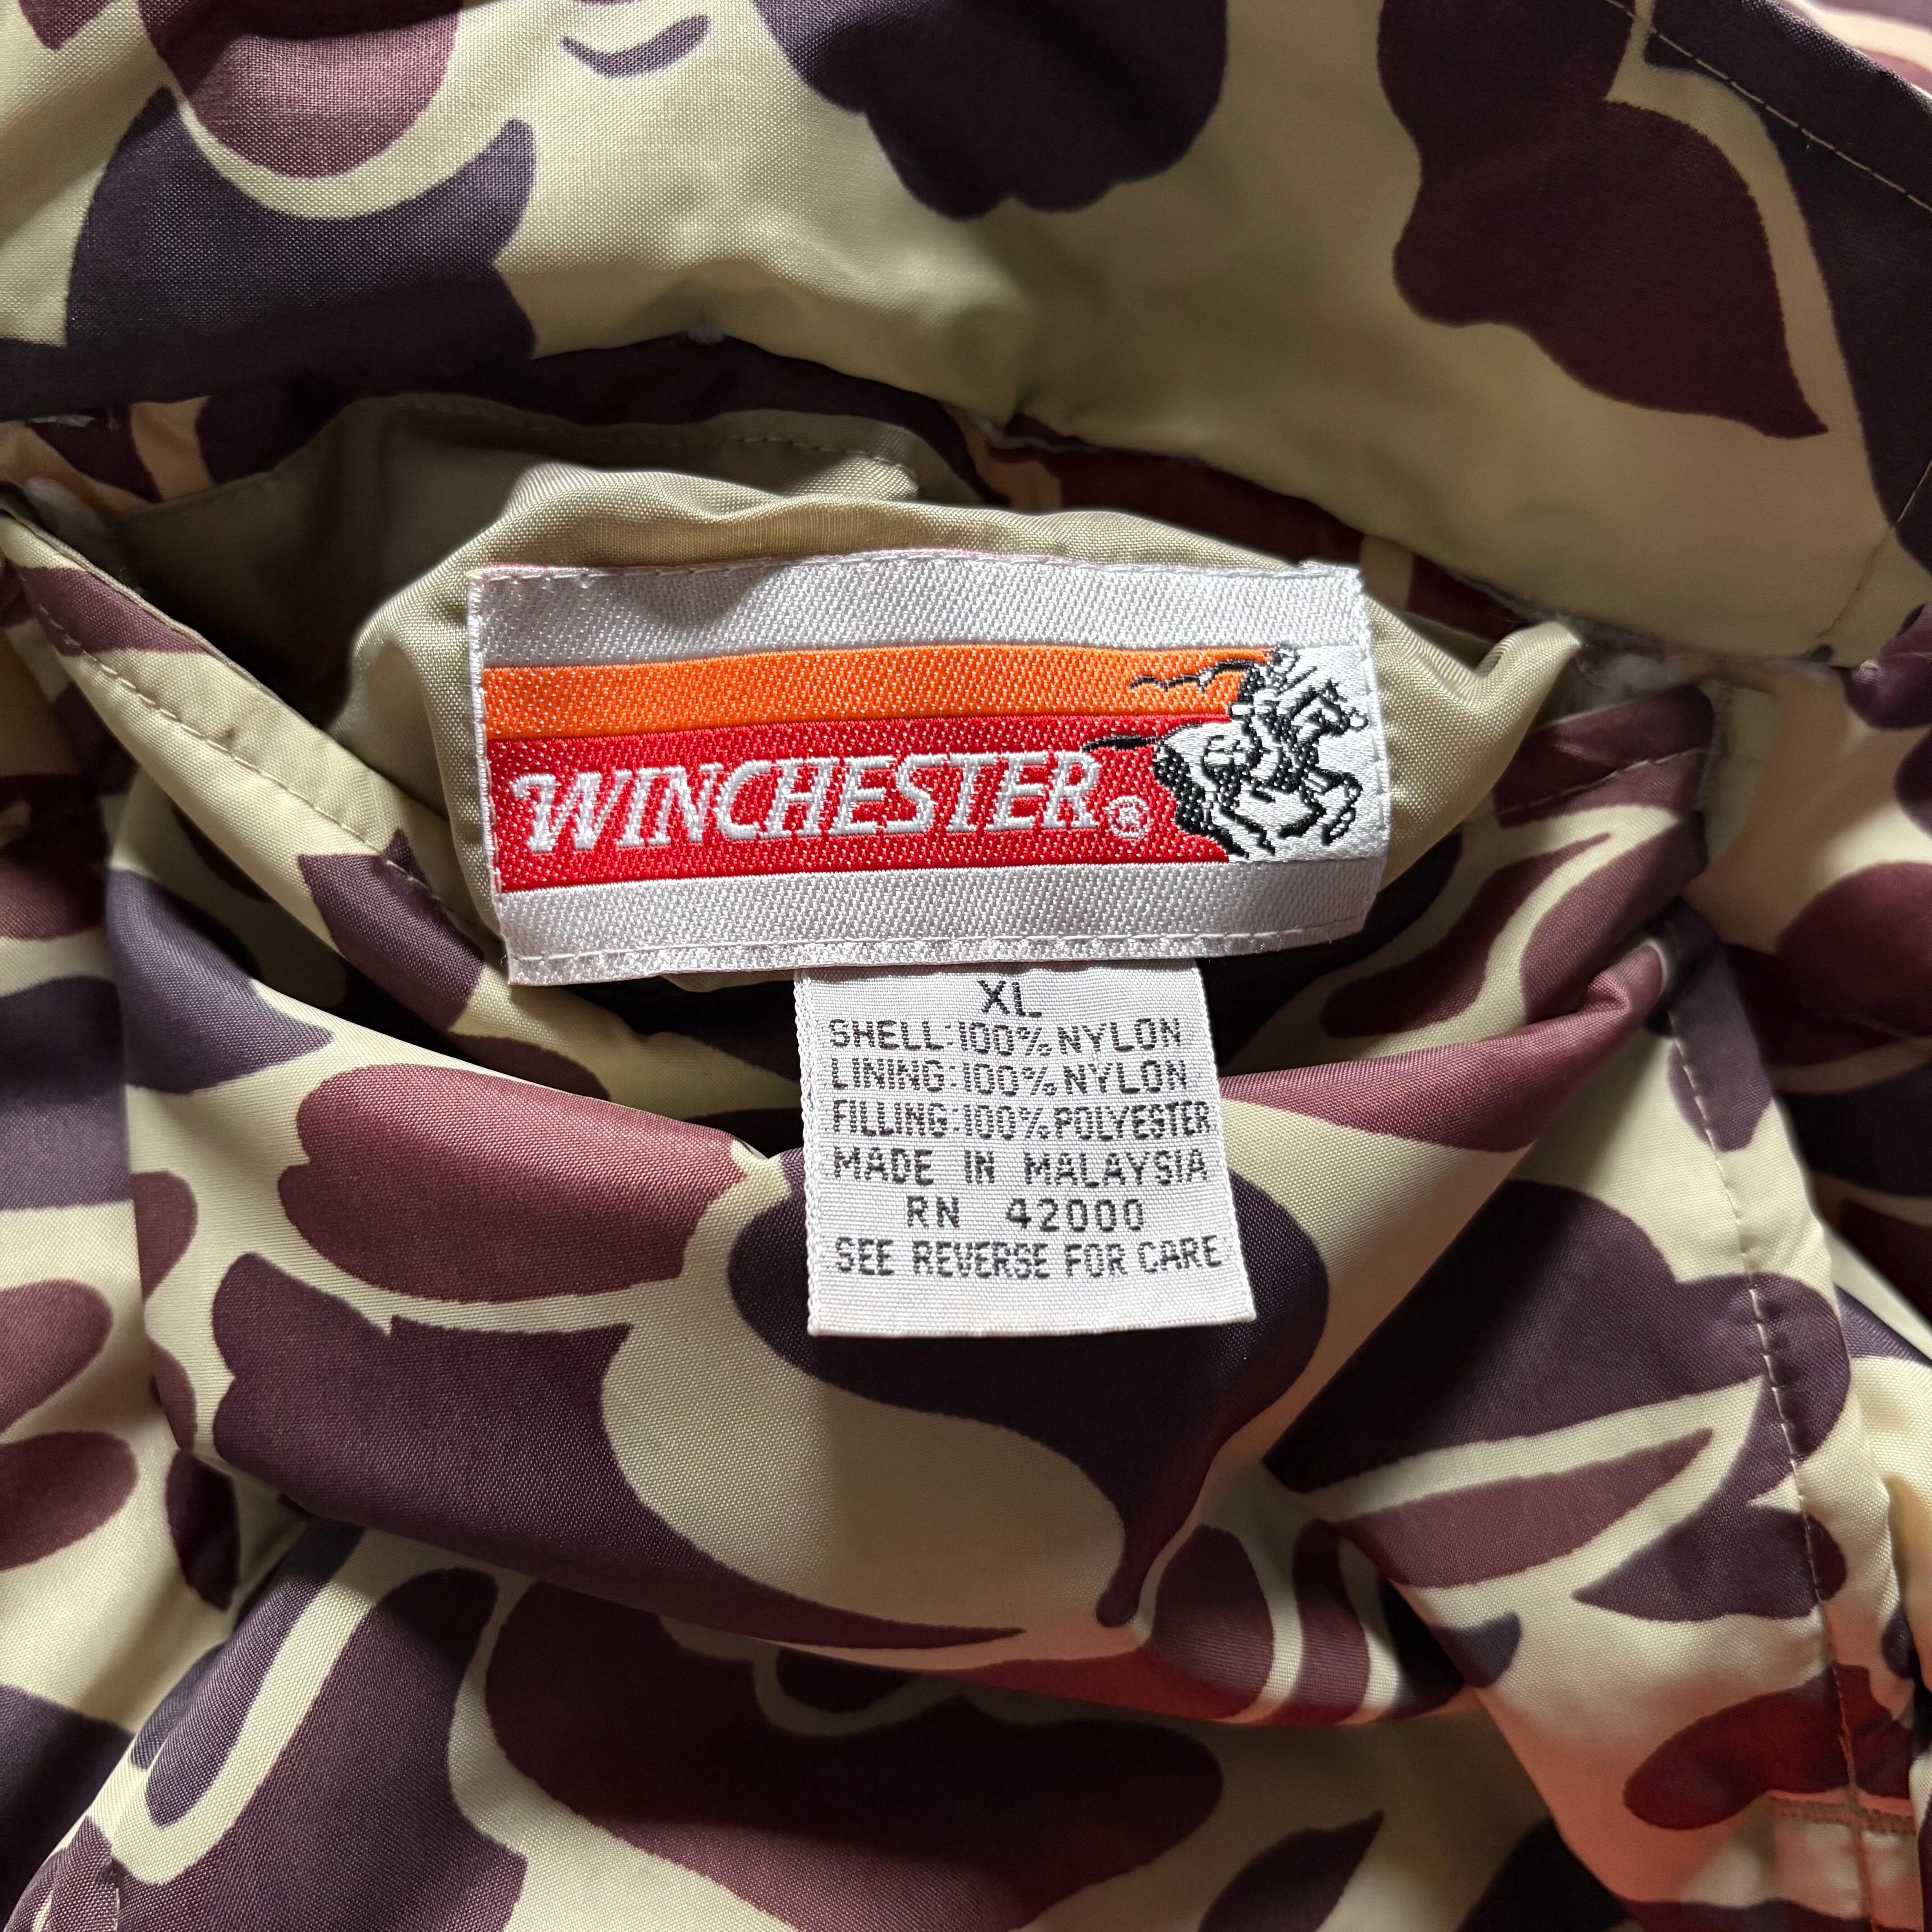 WINCHESTER®
XL
SHELL:100%NYLON
LINING:100%NYLON
FILLING:100%POLYESTER
MADE IN MALAYSIA
RN 42000
SEE REVERSE FOR CARE